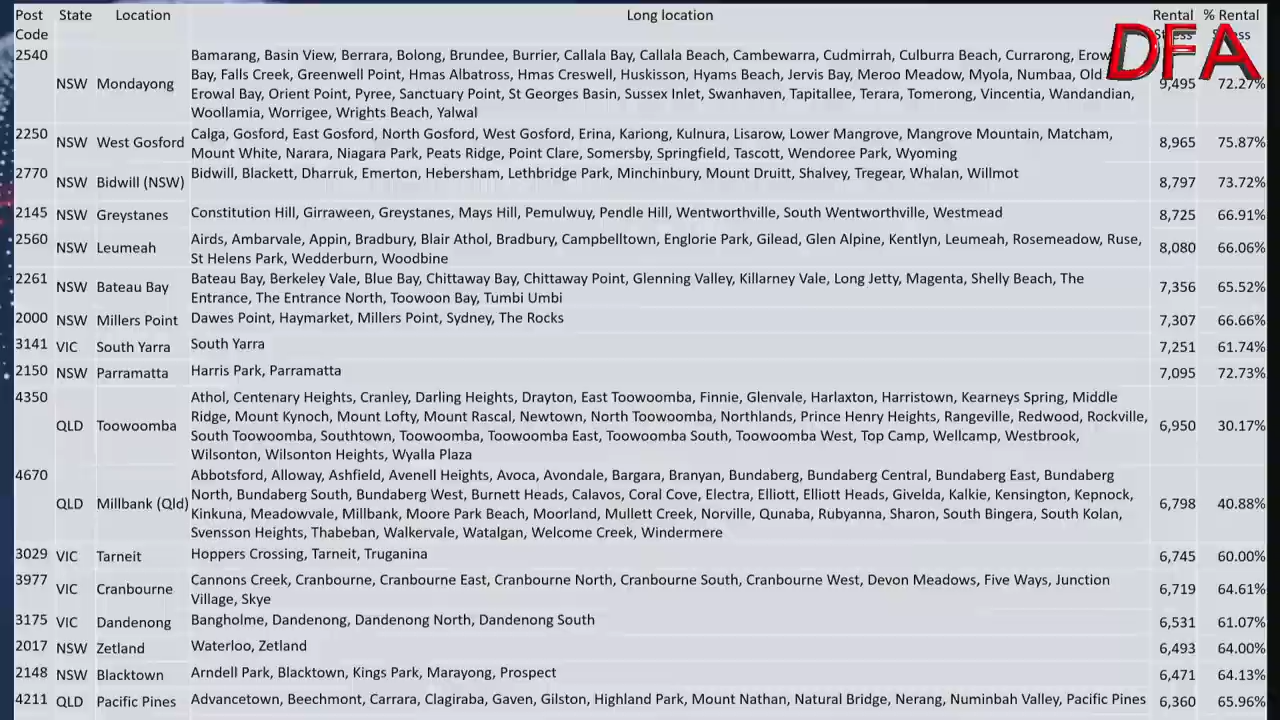 Post State Location Long location Rental % Rental
Code
DFA
2540 NSW Mondayong Bamarang, Basin View, Berrara, Bolong, Brundee, Burrier, Callala Bay, Callala Beach, Cambewarra, Cudmirrah, Culburra Beach, Currarong,
Bay, Falls Creek, Greenwell Point, Hmas Albatross, Hmas Creswell, Huskisson, Hyams Beach, Jervis Bay, Meroo Meadow, Myola, Numbaa, Old
Erowal Bay, Orient Point, Pyree, Sanctuary Point, St Georges Basin, Sussex Inlet, Swanhaven, Tapitallee, Terara, Tomerong, Vincentia, Wandandian, 9,495 72.27%
Woollamia, Worrigee, Wrights Beach, Yalwal
2250 NSW West Gosford Calga, Gosford, East Gosford, North Gosford, West Gosford, Erina, Kariong, Kulnura, Lisarow, Lower Mangrove, Mangrove Mountain, Matcham, 8,965 75.87%
Mount White, Narara, Niagara Park, Peats Ridge, Point Clare, Somersby, Springfield, Tascott, Wendoree Park, Wyoming
2770 NSW Bidwill (NSW) Bidwill, Blackett, Dharruk, Emerton, Hebersham, Lethbridge Park, Minchinbury, Mount Druitt, Shalvey, Tregear, Whalan, Willmot 8,797 73.72%
2145 NSW Greystanes Constitution Hill, Girraween, Greystanes, Mays Hill, Pemulwuy, Pendle Hill, Wentworthville, South Wentworthville, Westmead 8,725 66.91%
2560 NSW Leumeah Airds, Ambarvale, Appin, Bradbury, Blair Athol, Bradbury, Campbelltown, Englorie Park, Gilead, Glen Alpine, Kentlyn, Leumeah, Rosemeadow, Ruse, 8,080 66.06%
St Helens Park, Wedderburn, Woodbine
2261 NSW Bateau Bay Bateau Bay, Berkeley Vale, Blue Bay, Chittaway Bay, Chittaway Point, Glenning Valley, Killarney Vale, Long Jetty, Magenta, Shelly Beach, The 7,356 65.52%
Entrance, The Entrance North, Toowoon Bay, Tumbi Umbi
2000 NSW Millers Point Dawes Point, Haymarket, Millers Point, Sydney, The Rocks 7,307 66.66%
3141 VIC South Yarra South Yarra 7,251 61.74%
2150 NSW Parramatta Harris Park, Parramatta 7,095 72.73%
4350 QLD Toowoomba Athol, Centenary Heights, Cranley, Darling Heights, Drayton, East Toowoomba, Finnie, Glenvale, Harlaxton, Harristown, Kearneys Spring, Middle
Ridge, Mount Kynoch, Mount Lofty, Mount Rascal, Newtown, North Toowoomba, Northlands, Prince Henry Heights, Rangeville, Redwood, Rockville, 6,950 30.17%
South Toowoomba, Southtown, Toowoomba, Toowoomba East, Toowoomba South, Toowoomba West, Top Camp, Wellcamp, Westbrook,
Wilsonton, Wilsonton Heights, Wyalla Plaza
4670 QLD Millbank (Qld) Abbotsford, Alloway, Ashfield, Avenell Heights, Avoca, Avondale, Bargara, Branyan, Bundaberg, Bundaberg Central, Bundaberg East, Bundaberg
North, Bundaberg South, Bundaberg West, Burnett Heads, Calavos, Coral Cove, Electra, Elliott, Elliott Heads, Givelda, Kalkie, Kensington, Kepnock, 6,798 40.88%
Kinkuna, Meadowvale, Millbank, Moore Park Beach, Moorland, Mullett Creek, Norville, Qunaba, Rubyanna, Sharon, South Bingera, South Kolan,
Svensson Heights, Thabeban, Walkervale, Watalgan, Welcome Creek, Windermere
3029 VIC Tarneit Hoppers Crossing, Tarneit, Truganina 6,745 60.00%
3977 VIC Cranbourne Cannons Creek, Cranbourne, Cranbourne East, Cranbourne North, Cranbourne South, Cranbourne West, Devon Meadows, Five Ways, Junction 6,719 64.61%
Village, Skye
3175 VIC Dandenong Bangholme, Dandenong, Dandenong North, Dandenong South 6,531 61.07%
2017 NSW Zetland Waterloo, Zetland 6,493 64.00%
2148 NSW Blacktown Arndell Park, Blacktown, Kings Park, Marayong, Prospect 6,471 64.13%
4211 QLD Pacific Pines Advancetown, Beechmont, Carrara, Clagiraba, Gaven, Gilston, Highland Park, Mount Nathan, Natural Bridge, Nerang, Numinbah Valley, Pacific Pines 6,360 65.96%